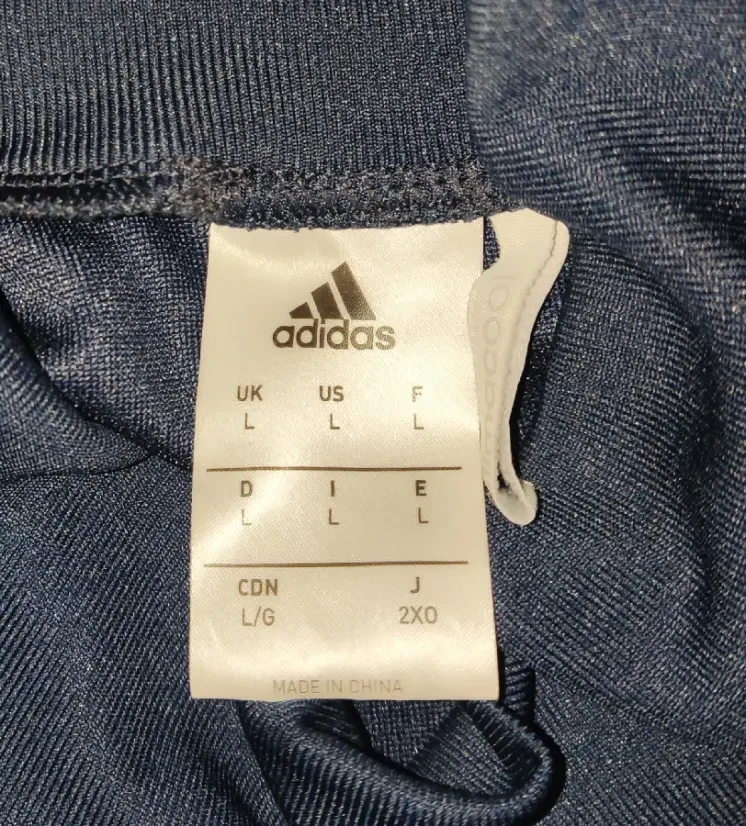 adidas
UK US F
L L L
D I E
L L L
CDN J
L/G 2XO
MADE IN CHINA